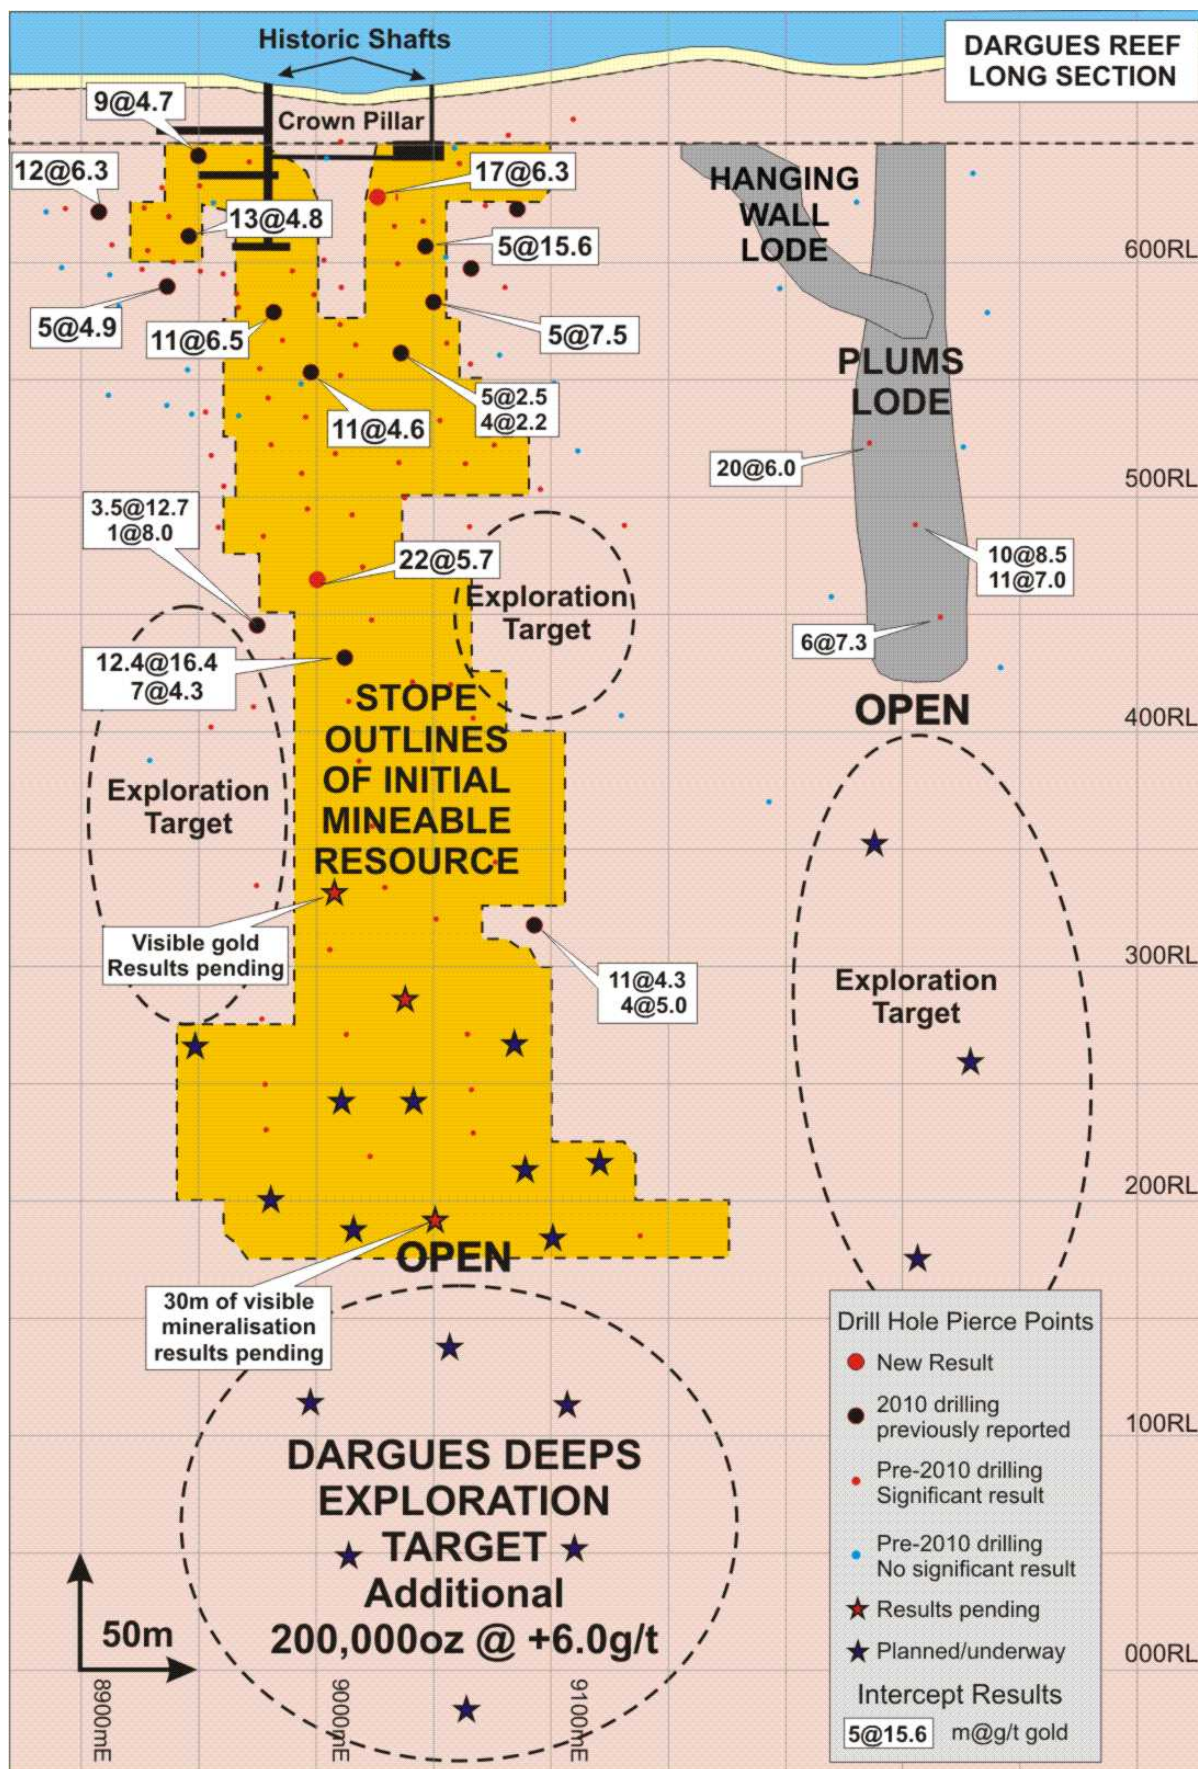 Historic Shafts
DARGUES REEF
LONG SECTION
9@4.7
Crown Pillar
12@6.3
17@6.3
HANGING
WALL
LODE
13@4.8
5@15.6
600RL
5@4.9
11@6.5
5@7.5
PLUMS
LODE
5@2.5
4@2.2
11@4.6
20@6.0
500RL
3.5@12.7
1@8.0
22@5.7
10@8.5
11@7.0
Exploration
Target
6@7.3
12.4@16.4
7@4.3
STOPE
OUTLINES
OF INITIAL
MINEABLE
RESOURCE
OPEN
400RL
Exploration
Target
Visible gold
Results pending
11@4.3
4@5.0
300RL
Exploration
Target
200RL
OPEN
30m of visible
mineralisation
results pending
DARGUES DEEPS
EXPLORATION
TARGET
Additional
200,000oz @ +6.0g/t
100RL
000RL
50m
8900mE
9000mE
9100mE
Drill Hole Pierce Points
New Result
2010 drilling
previously reported
Pre-2010 drilling
Significant result
Pre-2010 drilling
No significant result
Results pending
Planned/underway
Intercept Results
5@15.6 m@g/t gold